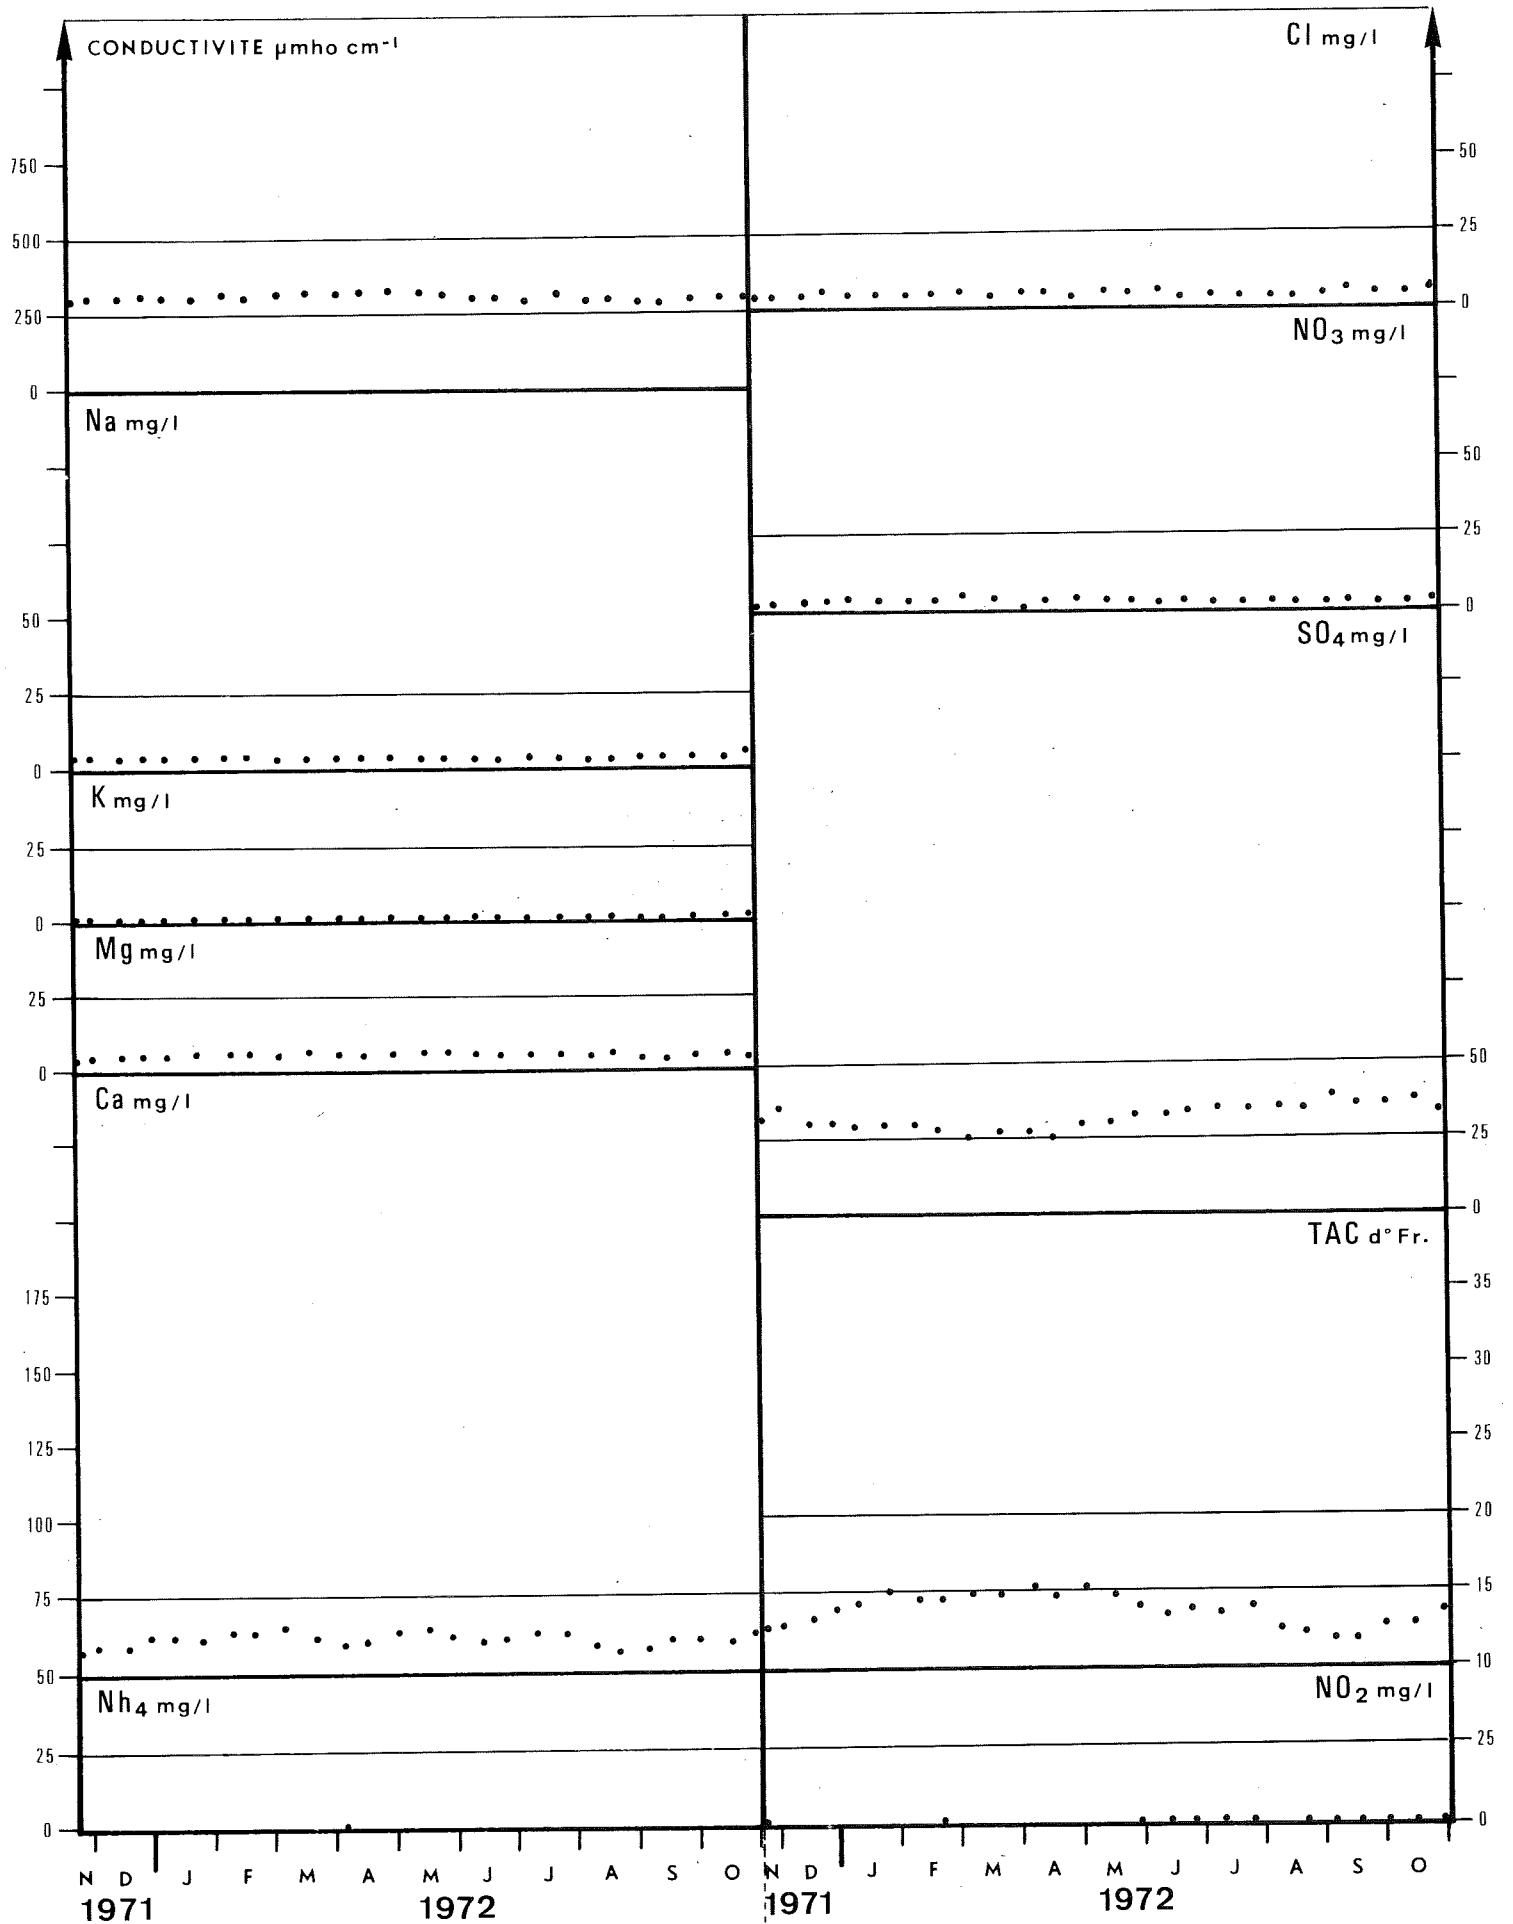 CONDUCTIVITE µmho cm-1
750
500
250
0
Na mg/l
50
25
0
K mg/l
25
0
Mg mg/l
25
0
Ca mg/l
175
150
125
100
75
50
Nh4 mg/l
25
0
N D J F M A M J J A S O
1971 1972
Cl mg/l
50
25
0
NO3 mg/l
50
25
0
SO4 mg/l
50
25
0
TAC d° Fr.
35
30
25
20
15
10
NO2 mg/l
25
0
N D J F M A M J J A S O
1971 1972